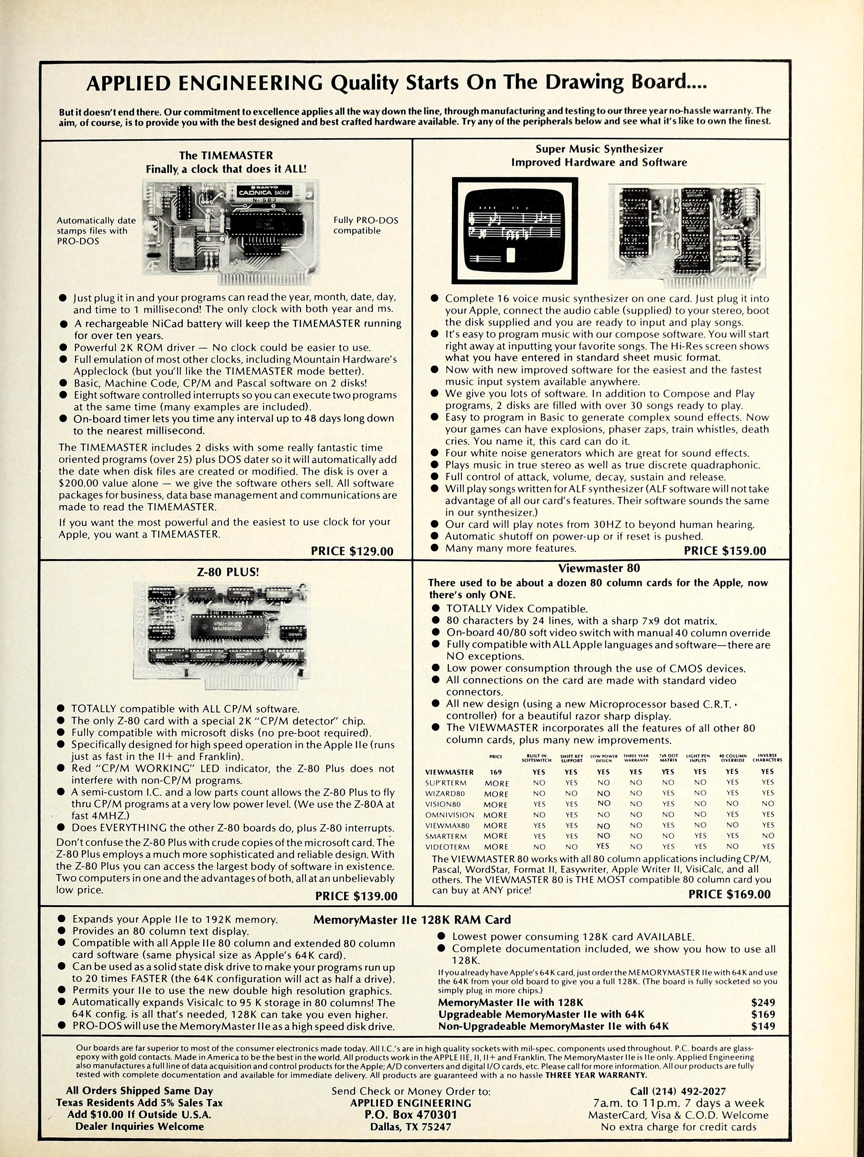 APPLIED ENGINEERING Quality Starts On The Drawing Board....
But it doesn't end there. Our commitment to excellence applies all the way down the line, through manufacturing and testing to our three year no-hassle warranty. The
aim, of course, is to provide you with the best designed and best crafted hardware available. Try any of the peripherals below and see what it's like to own the finest.
The TIMEMASTER
Finally, a clock that does it ALL!
SANYO
CADNICA BACKUP
N-SB3
Automatically date
stamps files with
PRO-DOS
Fully PRO-DOS
compatible
● Just plug it in and your programs can read the year, month, date, day,
and time to 1 millisecond! The only clock with both year and ms.
● A rechargeable NiCad battery will keep the TIMEMASTER running
for over ten years.
● Powerful 2K ROM driver — No clock could be easier to use.
● Full emulation of most other clocks, including Mountain Hardware's
Appleclock (but you'll like the TIMEMASTER mode better).
● Basic, Machine Code, CP/M and Pascal software on 2 disks!
● Eight software controlled interrupts so you can execute two programs
at the same time (many examples are included).
● On-board timer lets you time any interval up to 48 days long down
to the nearest millisecond.
The TIMEMASTER includes 2 disks with some really fantastic time
oriented programs (over 25) plus DOS dater so it will automatically add
the date when disk files are created or modified. The disk is over a
$200.00 value alone — we give the software others sell. All software
packages for business, data base management and communications are
made to read the TIMEMASTER.
If you want the most powerful and the easiest to use clock for your
Apple, you want a TIMEMASTER.
PRICE $129.00
Super Music Synthesizer
Improved Hardware and Software
● Complete 16 voice music synthesizer on one card. Just plug it into
your Apple, connect the audio cable (supplied) to your stereo, boot
the disk supplied and you are ready to input and play songs.
● It's easy to program music with our compose software. You will start
right away at inputting your favorite songs. The Hi-Res screen shows
what you have entered in standard sheet music format.
● Now with new improved software for the easiest and the fastest
music input system available anywhere.
● We give you lots of software. In addition to Compose and Play
programs, 2 disks are filled with over 30 songs ready to play.
● Easy to program in Basic to generate complex sound effects. Now
your games can have explosions, phaser zaps, train whistles, death
cries. You name it, this card can do it.
● Four white noise generators which are great for sound effects.
● Plays music in true stereo as well as true discrete quadraphonic.
● Full control of attack, volume, decay, sustain and release.
● Will play songs written for ALF synthesizer (ALF software will not take
advantage of all our card's features. Their software sounds the same
in our synthesizer.)
● Our card will play notes from 30HZ to beyond human hearing.
● Automatic shutoff on power-up or if reset is pushed.
● Many many more features. PRICE $159.00
Z-80 PLUS!
● TOTALLY compatible with ALL CP/M software.
● The only Z-80 card with a special 2K "CP/M detector" chip.
● Fully compatible with microsoft disks (no pre-boot required).
● Specifically designed for high speed operation in the Apple IIe (runs
just as fast in the II+ and Franklin).
● Red "CP/M WORKING" LED indicator, the Z-80 Plus does not
interfere with non-CP/M programs.
● A semi-custom I.C. and a low parts count allows the Z-80 Plus to fly
thru CP/M programs at a very low power level. (We use the Z-80A at
fast 4MHZ.)
● Does EVERYTHING the other Z-80 boards do, plus Z-80 interrupts.
Don't confuse the Z-80 Plus with crude copies of the microsoft card. The
Z-80 Plus employs a much more sophisticated and reliable design. With
the Z-80 Plus you can access the largest body of software in existence.
Two computers in one and the advantages of both, all at an unbelievably
low price.
PRICE $139.00
Viewmaster 80
There used to be about a dozen 80 column cards for the Apple, now
there's only ONE.
● TOTALLY Videx Compatible.
● 80 characters by 24 lines, with a sharp 7x9 dot matrix.
● On-board 40/80 soft video switch with manual 40 column override
● Fully compatible with ALL Apple languages and software—there are
NO exceptions.
● Low power consumption through the use of CMOS devices.
● All connections on the card are made with standard video
connectors.
● All new design (using a new Microprocessor based C.R.T.
controller) for a beautiful razor sharp display.
● The VIEWMASTER incorporates all the features of all other 80
column cards, plus many new improvements.
PRICE BUILT IN SOFTSWITCH SHIFT KEY SUPPORT LOW POWER DESIGN THREE YEAR WARRANTY 7x9 DOT MATRIX LIGHT PEN INPUTS 40 COLUMN OVERRIDE INVERSE CHARACTERS
VIEWMASTER 169 YES YES YES YES YES YES YES YES
SUP'RTERM MORE NO YES NO NO NO NO YES YES
WIZARD80 MORE NO NO NO NO YES NO YES YES
VISION80 MORE YES YES NO NO YES NO NO NO
OMNIVISION MORE NO YES NO NO NO NO YES YES
VIEWMAX80 MORE YES YES NO NO YES NO NO YES
SMARTERM MORE YES YES NO NO NO YES YES NO
VIDEOTERM MORE NO NO YES NO YES YES NO YES
The VIEWMASTER 80 works with all 80 column applications including CP/M,
Pascal, WordStar, Format II, Easywriter, Apple Writer II, VisiCalc, and all
others. The VIEWMASTER 80 is THE MOST compatible 80 column card you
can buy at ANY price! PRICE $169.00
MemoryMaster IIe 128K RAM Card
● Expands your Apple IIe to 192K memory.
● Provides an 80 column text display.
● Compatible with all Apple IIe 80 column and extended 80 column
card software (same physical size as Apple's 64K card).
● Can be used as a solid state disk drive to make your programs run up
to 20 times FASTER (the 64K configuration will act as half a drive).
● Permits your IIe to use the new double high resolution graphics.
● Automatically expands Visicalc to 95 K storage in 80 columns! The
64K config. is all that's needed, 128K can take you even higher.
● PRO-DOS will use the MemoryMaster IIe as a high speed disk drive.
● Lowest power consuming 128K card AVAILABLE.
● Complete documentation included, we show you how to use all
128K.
If you already have Apple's 64K card, just order the MEMORYMASTER IIe with 64K and use
the 64K from your old board to give you a full 128K. (The board is fully socketed so you
simply plug in more chips.)
MemoryMaster IIe with 128K $249
Upgradeable MemoryMaster IIe with 64K $169
Non-Upgradeable MemoryMaster IIe with 64K $149
Our boards are far superior to most of the consumer electronics made today. All I.C.'s are in high quality sockets with mil-spec. components used throughout. P.C. boards are glass-
epoxy with gold contacts. Made in America to be the best in the world. All products work in the APPLE IIE, II, II+ and Franklin. The MemoryMaster IIe is IIe only. Applied Engineering
also manufactures a full line of data acquisition and control products for the Apple; A/D converters and digital I/O cards, etc. Please call for more information. All our products are fully
tested with complete documentation and available for immediate delivery. All products are guaranteed with a no hassle THREE YEAR WARRANTY.
All Orders Shipped Same Day
Texas Residents Add 5% Sales Tax
Add $10.00 If Outside U.S.A.
Dealer Inquiries Welcome
Send Check or Money Order to:
APPLIED ENGINEERING
P.O. Box 470301
Dallas, TX 75247
Call (214) 492-2027
7a.m. to 11p.m. 7 days a week
MasterCard, Visa & C.O.D. Welcome
No extra charge for credit cards